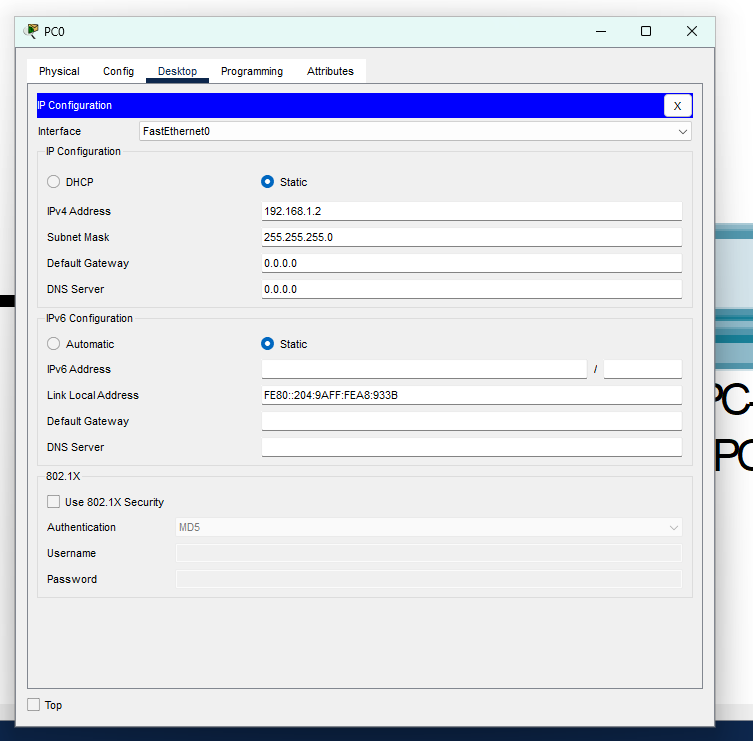 PC0
Physical Config Desktop Programming Attributes
IP Configuration X
Interface FastEthernet0
IP Configuration
DHCP Static
IPv4 Address 192.168.1.2
Subnet Mask 255.255.255.0
Default Gateway 0.0.0.0
DNS Server 0.0.0.0
IPv6 Configuration
Automatic Static
IPv6 Address /
Link Local Address FE80::204:9AFF:FEA8:933B
Default Gateway
DNS Server
802.1X
Use 802.1X Security
Authentication MD5
Username
Password
Top
PC-
PC